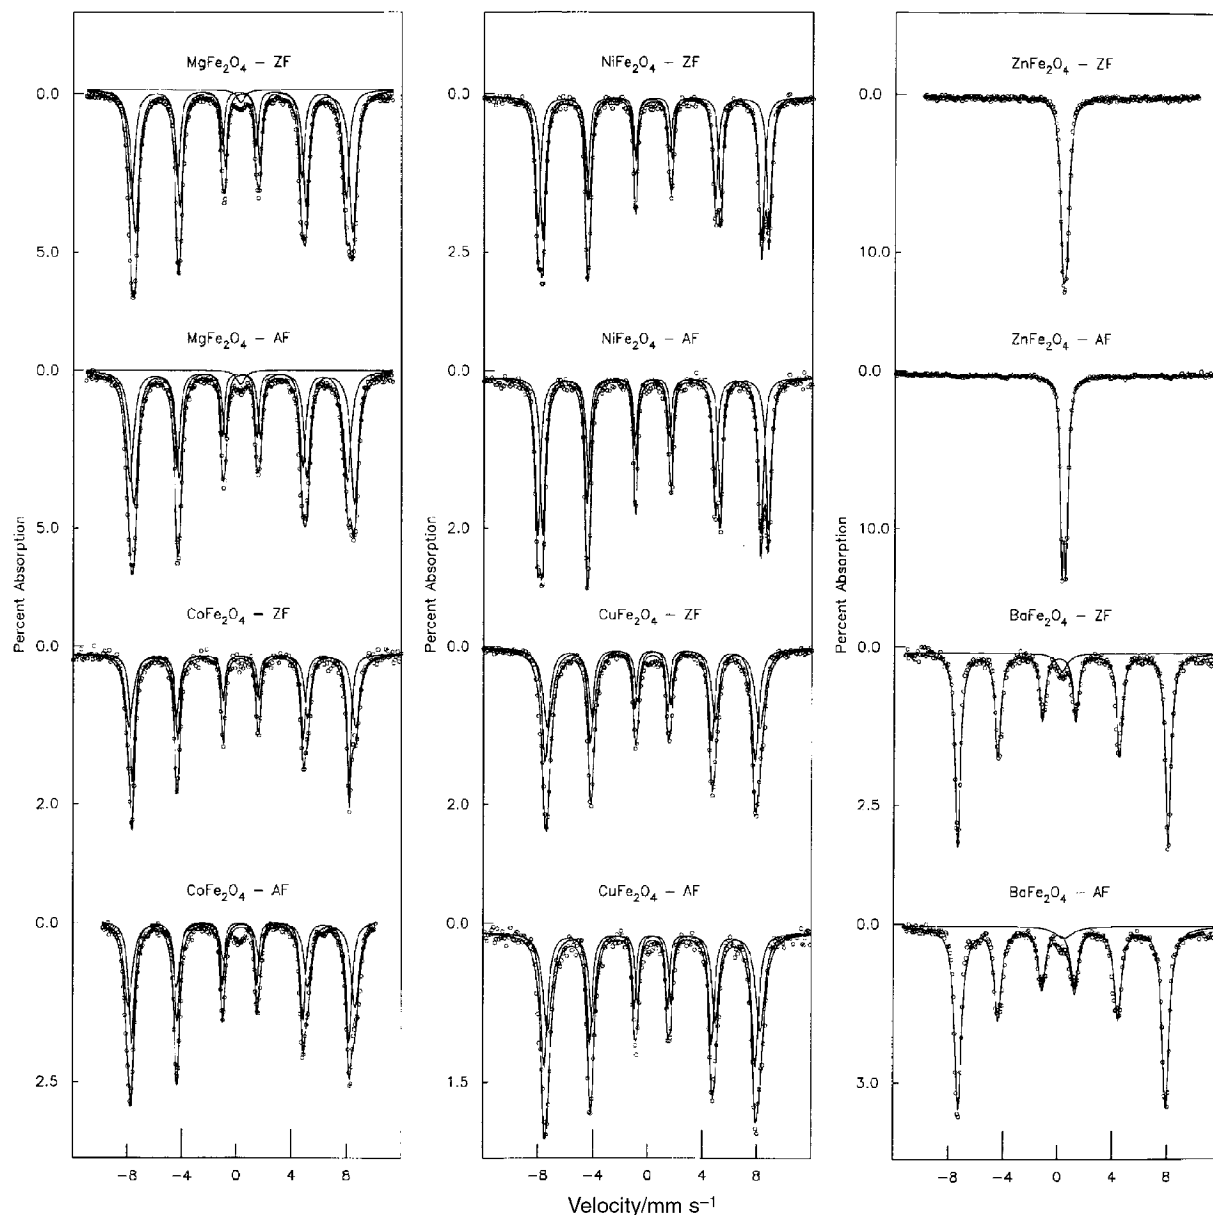 MgFe₂O₄ – ZF
0.0
5.0
MgFe₂O₄ – AF
0.0
5.0
CoFe₂O₄ – ZF
0.0
2.0
CoFe₂O₄ – AF
0.0
2.5
-8 -4 0 4 8
Percent Absorption
NiFe₂O₄ – ZF
0.0
2.5
NiFe₂O₄ – AF
0.0
2.0
CuFe₂O₄ – ZF
0.0
2.0
CuFe₂O₄ – AF
0.0
1.5
-8 -4 0 4 8
Percent Absorption
ZnFe₂O₄ – ZF
0.0
10.0
ZnFe₂O₄ – AF
0.0
10.0
BaFe₂O₄ – ZF
0.0
2.5
BaFe₂O₄ – AF
0.0
3.0
-8 -4 0 4 8
Percent Absorption
Velocity/mm s⁻¹